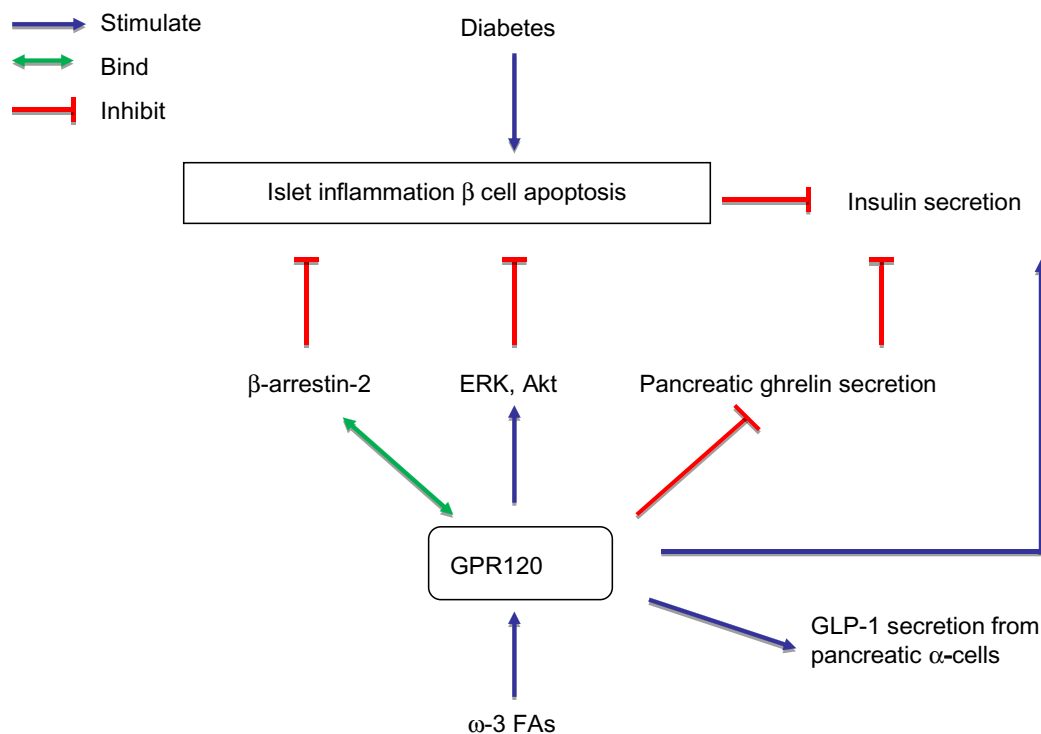 Stimulate
Bind
Inhibit
Diabetes
Islet inflammation β cell apoptosis
Insulin secretion
β-arrestin-2
ERK, Akt
Pancreatic ghrelin secretion
GPR120
GLP-1 secretion from
pancreatic α-cells
ω-3 FAs